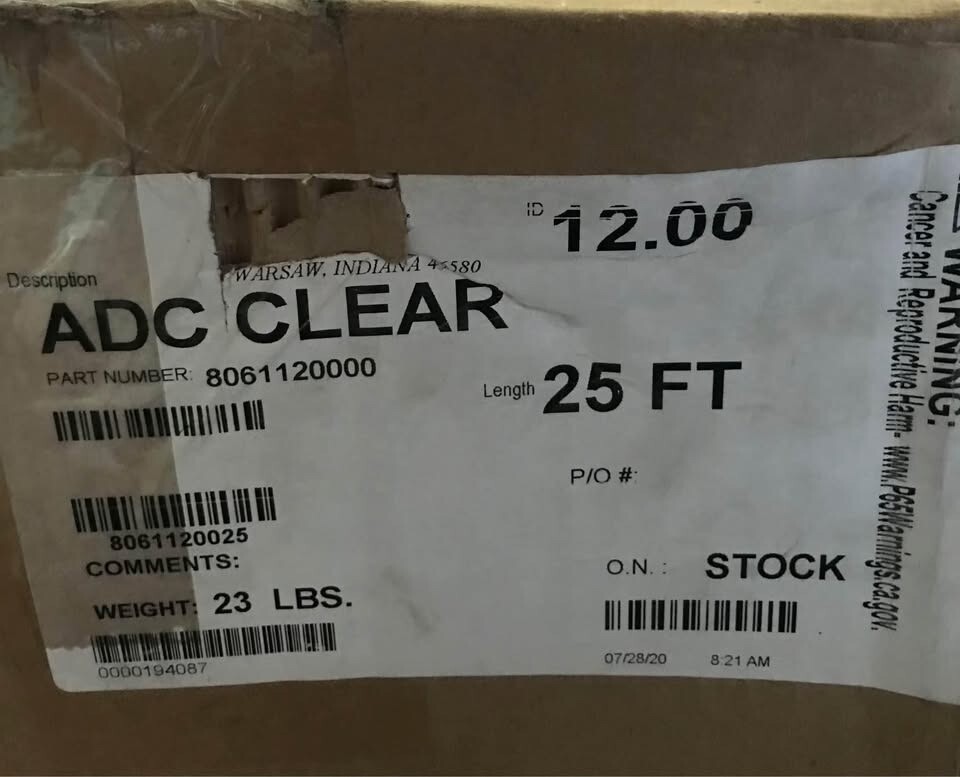 ID 12.00
WARSAW, INDIANA 46580
Description
ADC CLEAR
PART NUMBER: 8061120000
Length 25 FT
P/O #:
8061120025
COMMENTS:
O.N. : STOCK
WEIGHT: 23 LBS.
0000194087
07/28/20 8:21 AM
WARNING:
Cancer and Reproductive Harm- www.P65Warnings.ca.gov.